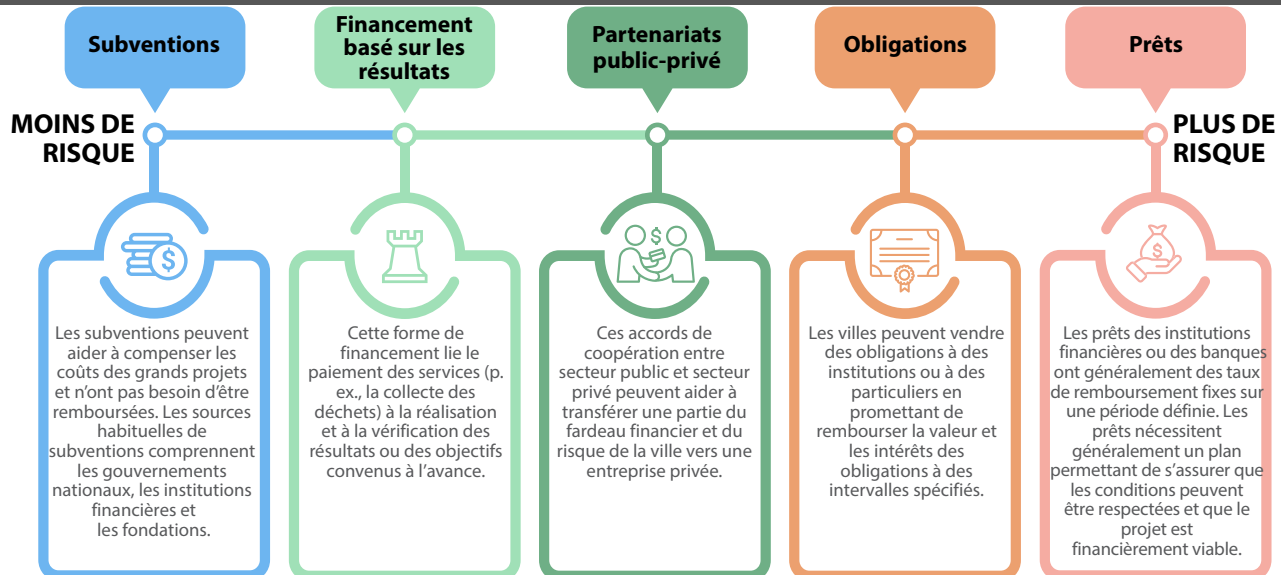 Subventions
Financement
basé sur les
résultats
Partenariats
public-privé
Obligations
Prêts
MOINS DE
RISQUE
PLUS DE
RISQUE
Les subventions peuvent
aider à compenser les
coûts des grands projets
et n'ont pas besoin d'être
remboursées. Les sources
habituelles de
subventions comprennent
les gouvernements
nationaux, les institutions
financières et
les fondations.
Cette forme de
financement lie le
paiement des services (p.
ex., la collecte des
déchets) à la réalisation
et à la vérification des
résultats ou des objectifs
convenus à l’avance.
Ces accords de
coopération entre
secteur public et secteur
privé peuvent aider à
transférer une partie du
fardeau financier et du
risque de la ville vers une
entreprise privée.
Les villes peuvent vendre
des obligations à des
institutions ou à des
particuliers en
promettant de
rembourser la valeur et
les intérêts des
obligations à des
intervalles spécifiés.
Les prêts des institutions
financières ou des banques
ont généralement des taux
de remboursement fixes sur
une période définie. Les
prêts nécessitent
généralement un plan
permettant de s’assurer que
les conditions peuvent
être respectées et que le
projet est
financièrement viable.